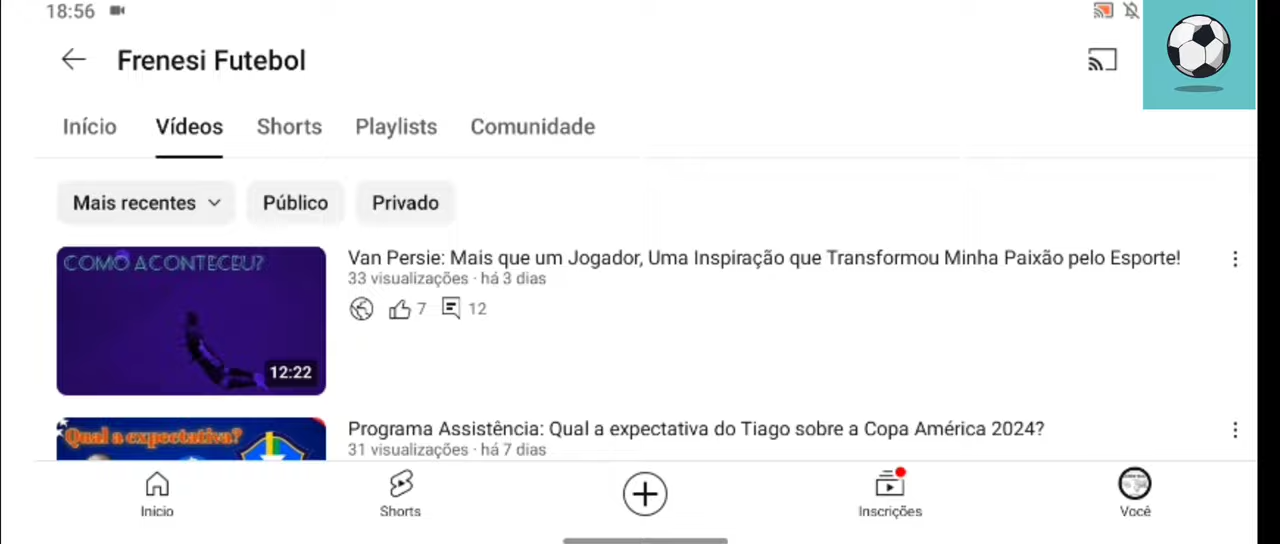 18:56
Frenesi Futebol
Início Vídeos Shorts Playlists Comunidade
Mais recentes Público Privado
COMO ACONTECEU?
12:22
Van Persie: Mais que um Jogador, Uma Inspiração que Transformou Minha Paixão pelo Esporte!
33 visualizações · há 3 dias
7 12
Qual a expectativa?
Programa Assistência: Qual a expectativa do Tiago sobre a Copa América 2024?
31 visualizações · há 7 dias
Início Shorts Inscrições Você